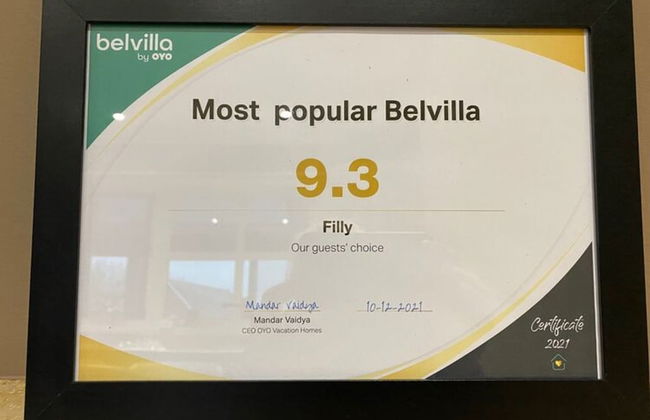 belvilla
by OYO
Most popular Belvilla
9.3
Filly
Our guests' choice
Mandar Vaidya 10-12-2021
Mandar Vaidya
CEO OYO Vacation Homes
Certificate
2021